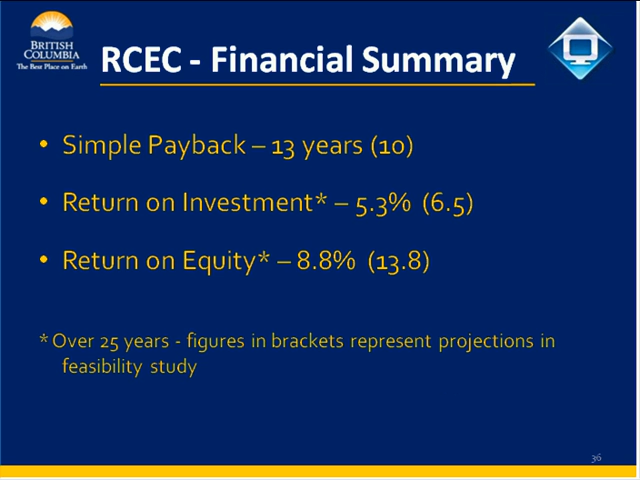 BRITISH
COLUMBIA
The Best Place on Earth
RCEC - Financial Summary
• Simple Payback – 13 years (10)
• Return on Investment* – 5.3% (6.5)
• Return on Equity* – 8.8% (13.8)
* Over 25 years - figures in brackets represent projections in
feasibility study
36